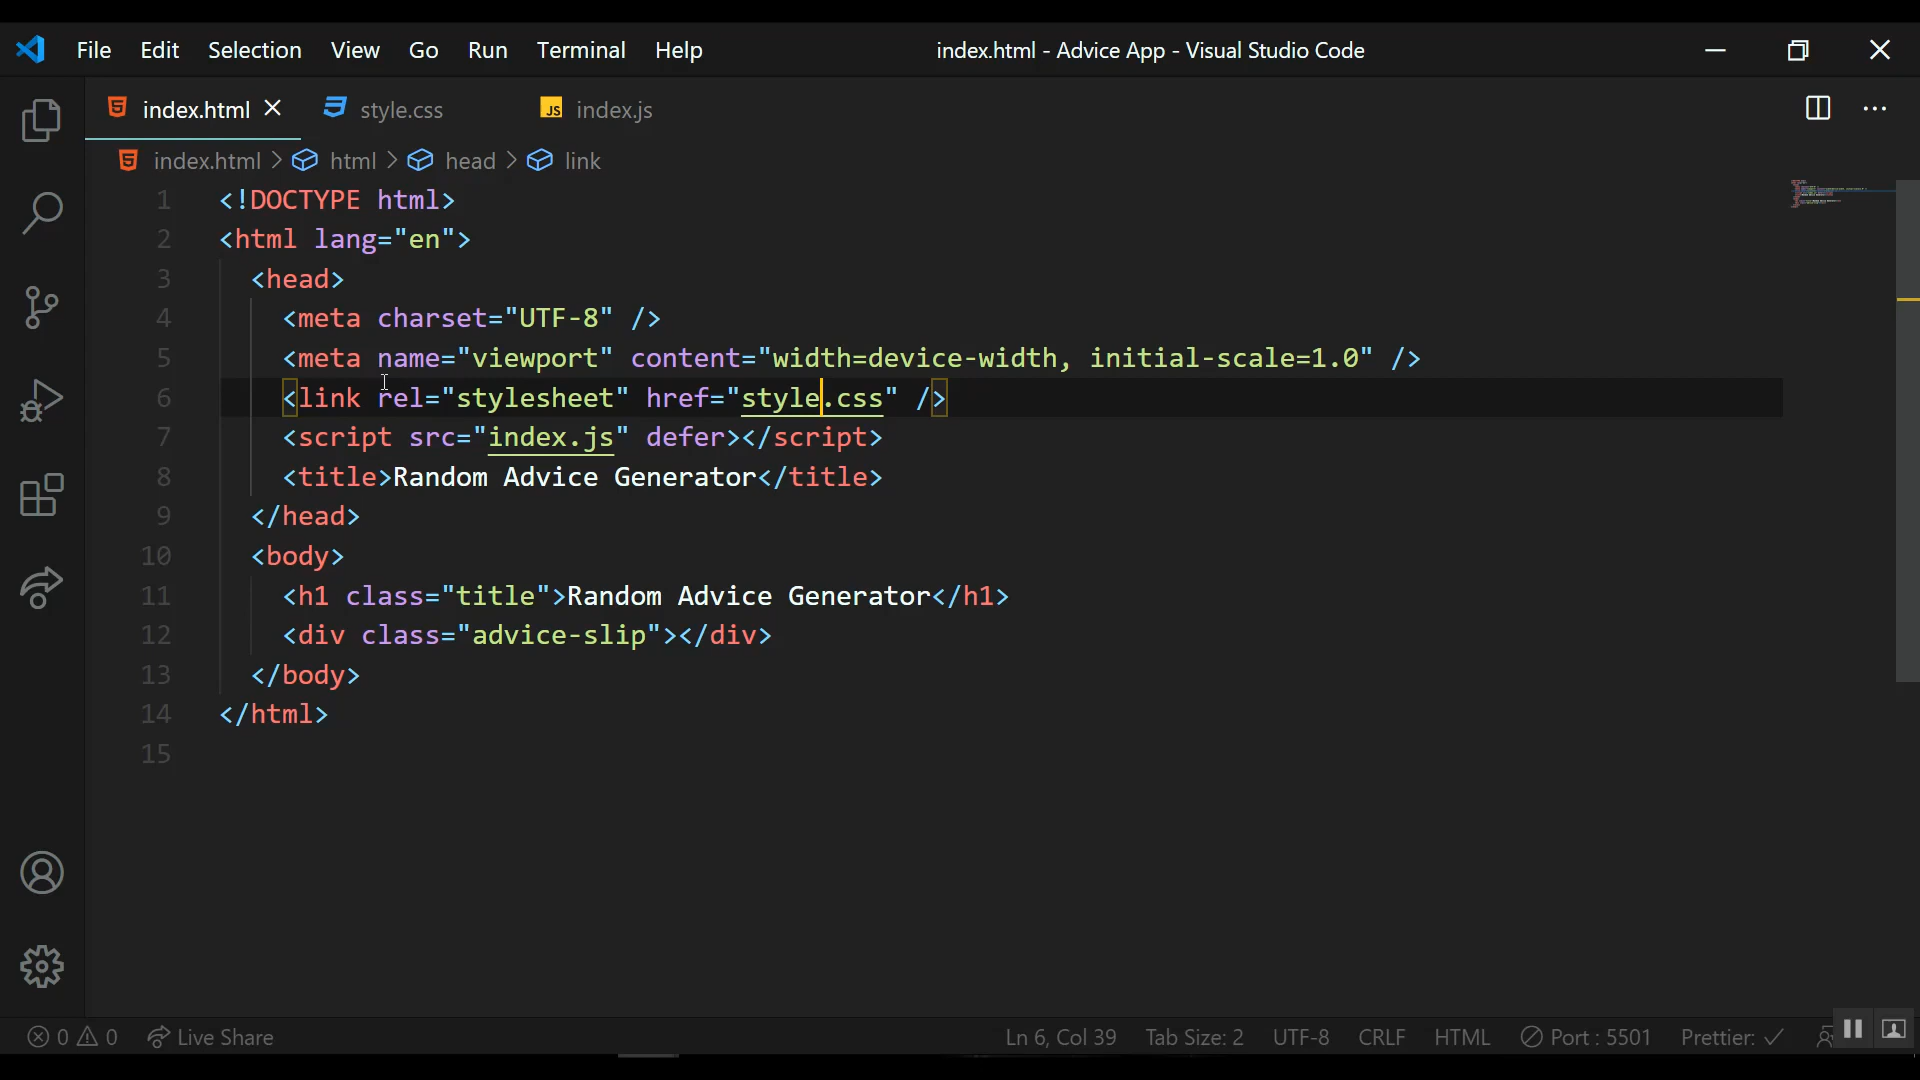 File Edit Selection View Go Run Terminal Help index.html - Advice App - Visual Studio Code
index.html style.css JS index.js
index.html > html > head > link
1 <!DOCTYPE html>
2 <html lang="en">
3 <head>
4 <meta charset="UTF-8" />
5 <meta name="viewport" content="width=device-width, initial-scale=1.0" />
6 <link rel="stylesheet" href="style.css" />
7 <script src="index.js" defer></script>
8 <title>Random Advice Generator</title>
9 </head>
10 <body>
11 <h1 class="title">Random Advice Generator</h1>
12 <div class="advice-slip"></div>
13 </body>
14 </html>
15
0 0 Live Share Ln 6, Col 39 Tab Size: 2 UTF-8 CRLF HTML Port : 5501 Prettier: ✓